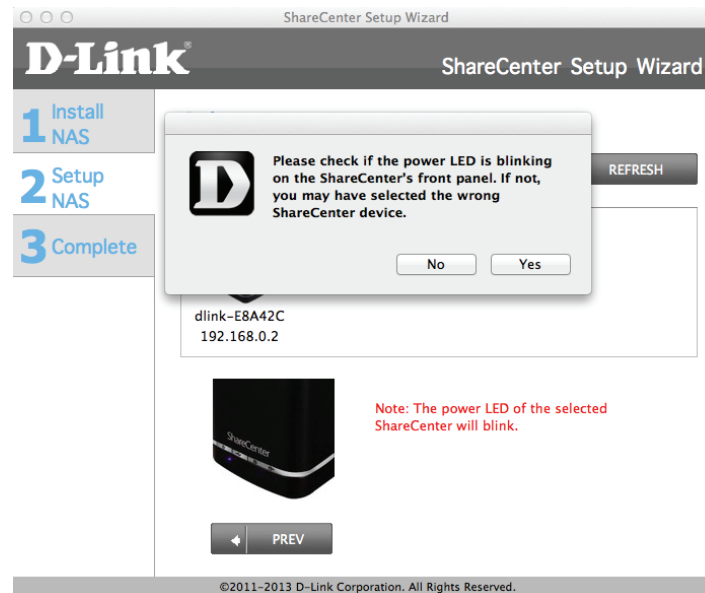 ShareCenter Setup Wizard
D-Link®
ShareCenter Setup Wizard
1 Install
NAS
2 Setup
NAS
3 Complete
Please check if the power LED is blinking
on the ShareCenter's front panel. If not,
you may have selected the wrong
ShareCenter device.
No Yes
REFRESH
dlink-E8A42C
192.168.0.2
ShareCenter
Note: The power LED of the selected
ShareCenter will blink.
PREV
©2011-2013 D-Link Corporation. All Rights Reserved.